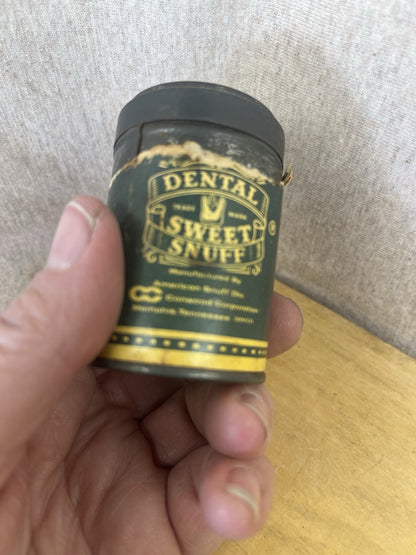 DENTAL
TRADE MARK
SWEET
SNUFF
®
Manufactured By
American Snuff Co.
Conwood Corporation
Memphis, Tennessee